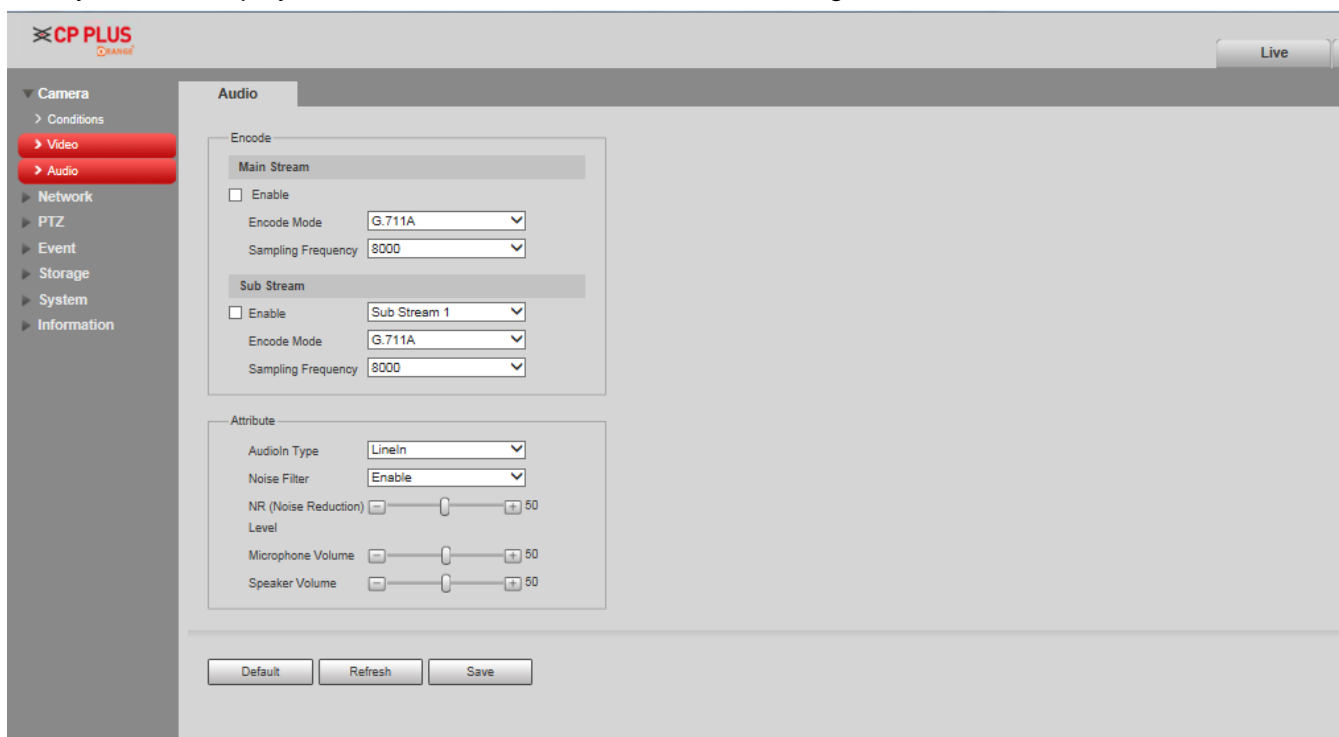 CP PLUS
ORANGE
Live
Camera
Conditions
Video
Audio
Network
PTZ
Event
Storage
System
Information
Audio
Encode
Main Stream
Enable
Encode Mode G.711A
Sampling Frequency 8000
Sub Stream
Enable Sub Stream 1
Encode Mode G.711A
Sampling Frequency 8000
Attribute
AudioIn Type LineIn
Noise Filter Enable
NR (Noise Reduction) 50
Level
Microphone Volume 50
Speaker Volume 50
Default Refresh Save